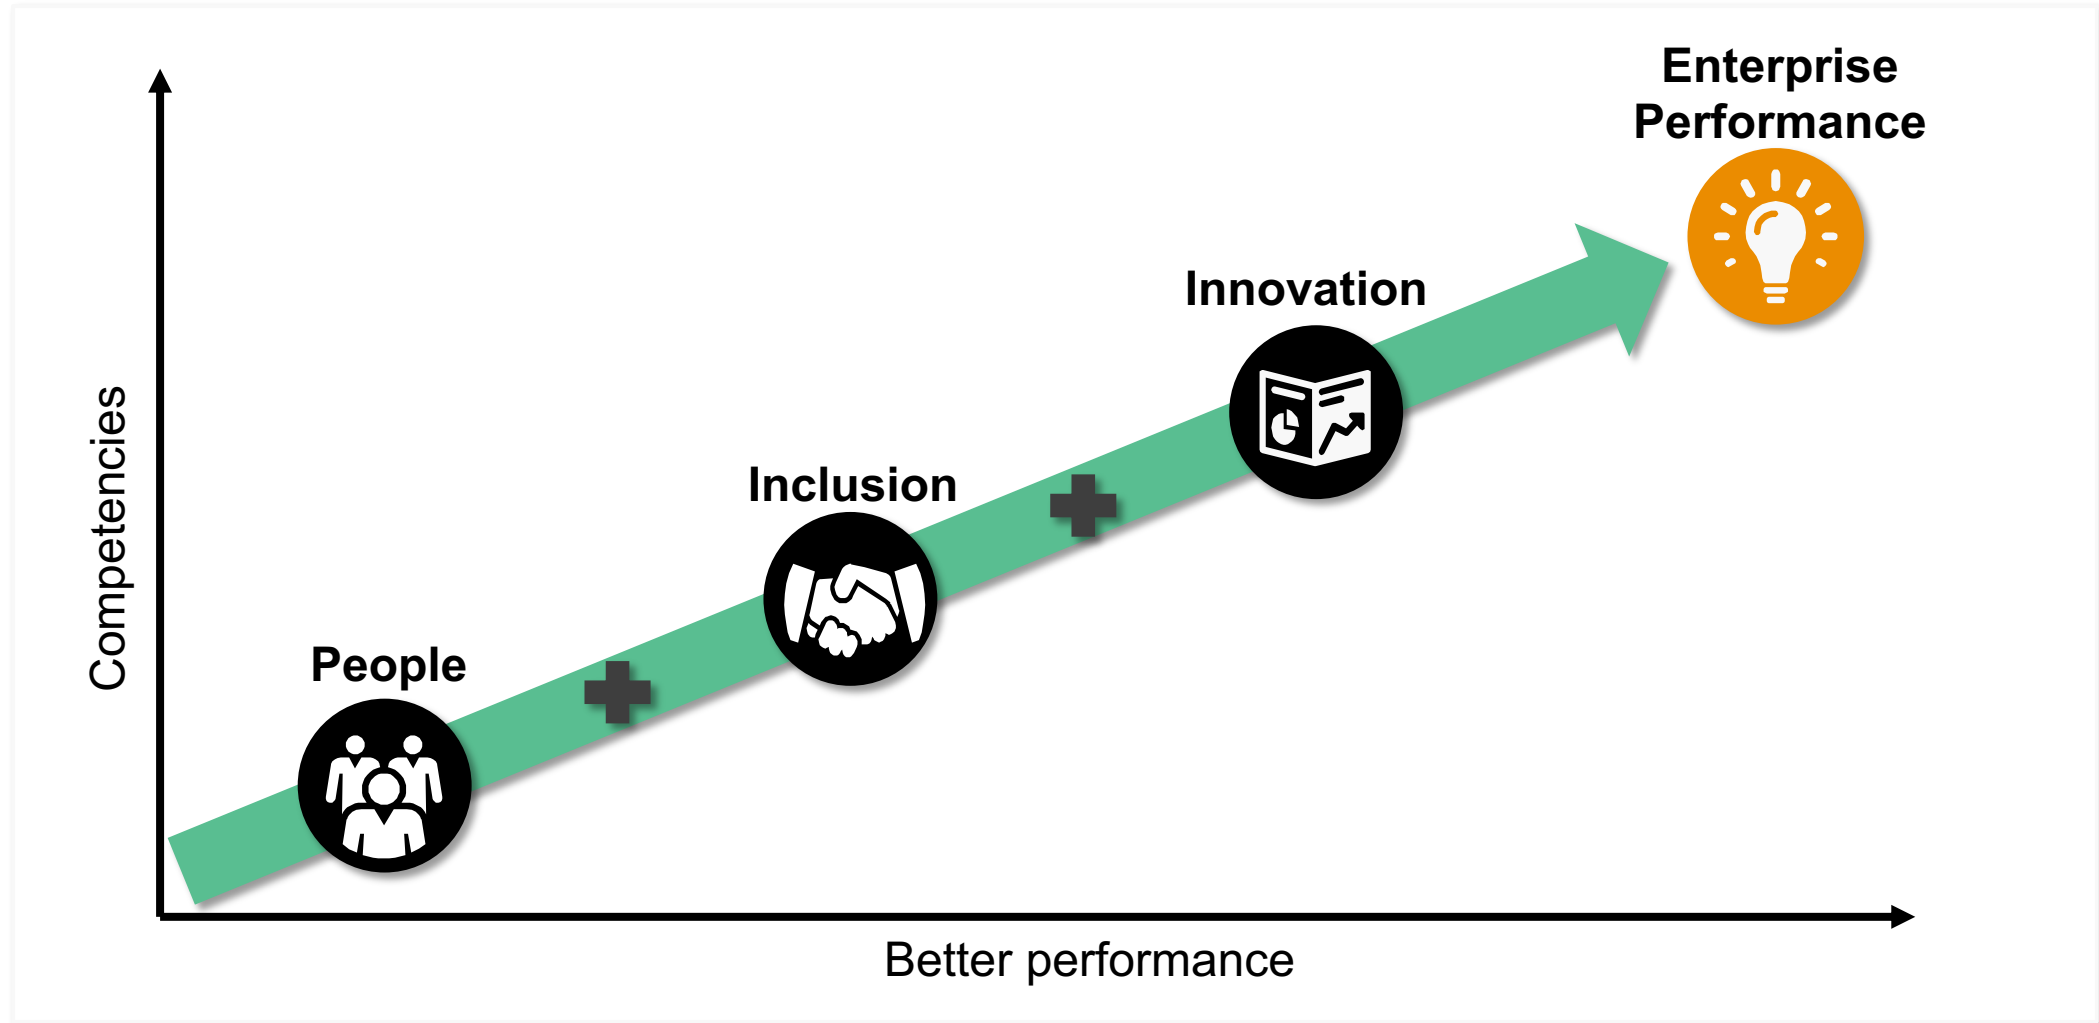 Enterprise
Performance
Innovation
Inclusion
People
Competencies
Better performance